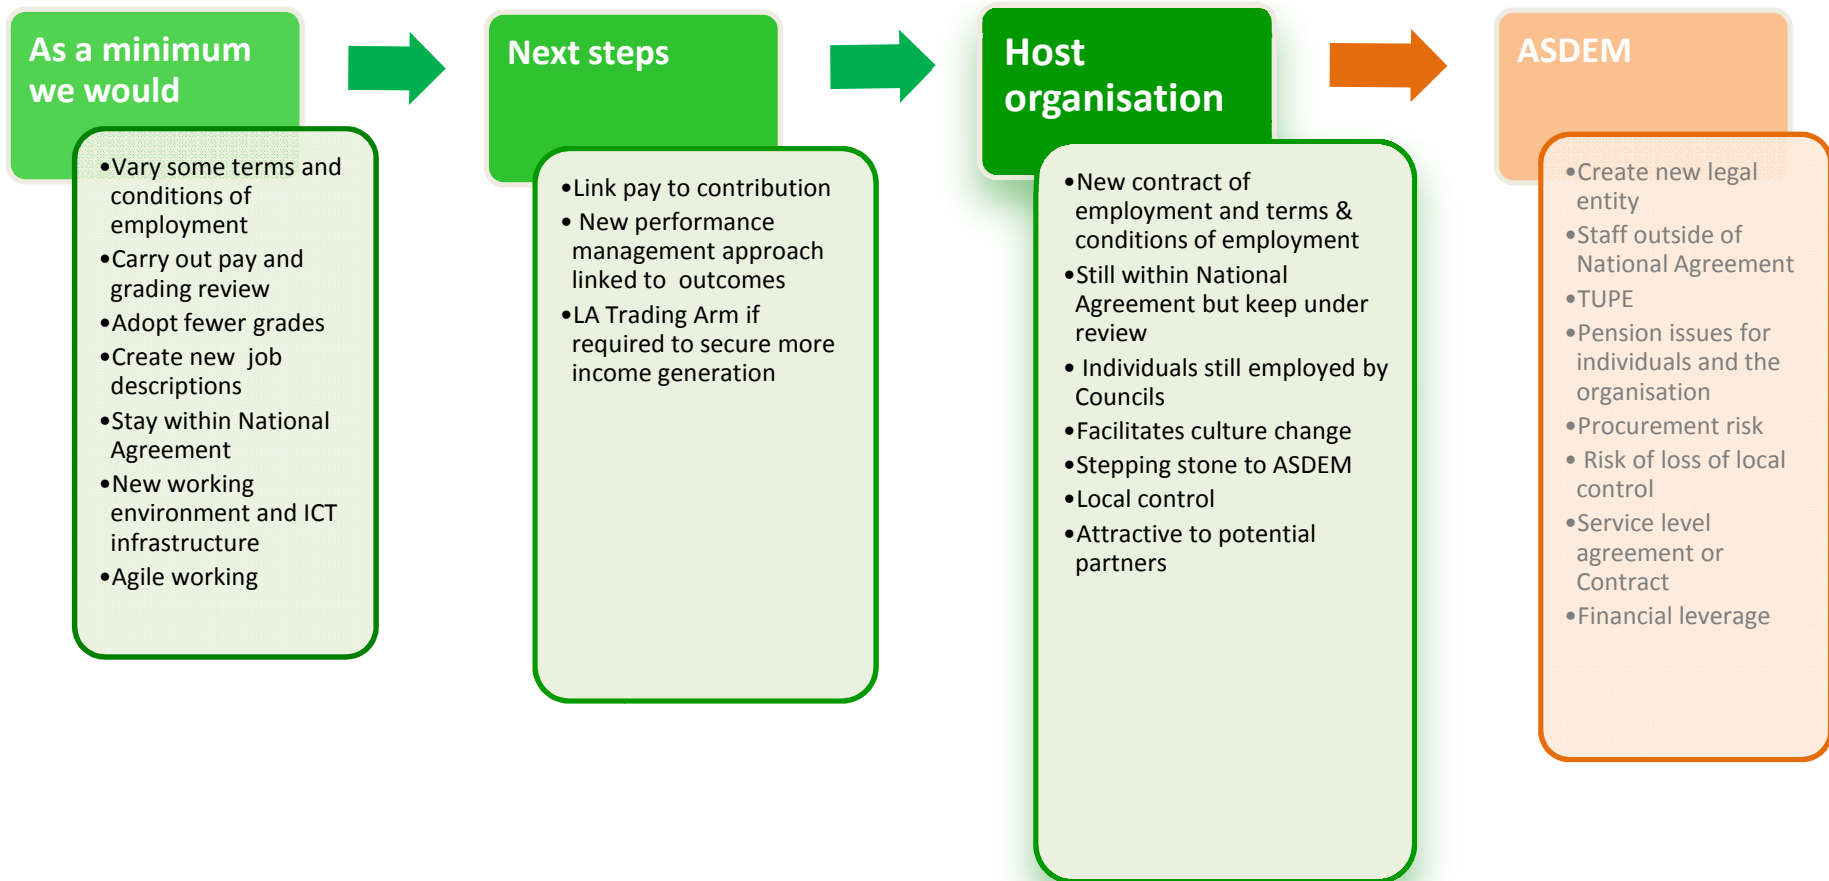 As a minimum
we would
•Vary some terms and
conditions of
employment
•Carry out pay and
grading review
•Adopt fewer grades
•Create new job
descriptions
•Stay within National
Agreement
•New working
environment and ICT
infrastructure
•Agile working
Next steps
•Link pay to contribution
• New performance
management approach
linked to outcomes
•LA Trading Arm if
required to secure more
income generation
Host
organisation
•New contract of
employment and terms &
conditions of employment
•Still within National
Agreement but keep under
review
• Individuals still employed by
Councils
•Facilitates culture change
•Stepping stone to ASDEM
•Local control
•Attractive to potential
partners
ASDEM
•Create new legal
entity
•Staff outside of
National Agreement
•TUPE
•Pension issues for
individuals and the
organisation
•Procurement risk
• Risk of loss of local
control
•Service level
agreement or
Contract
•Financial leverage